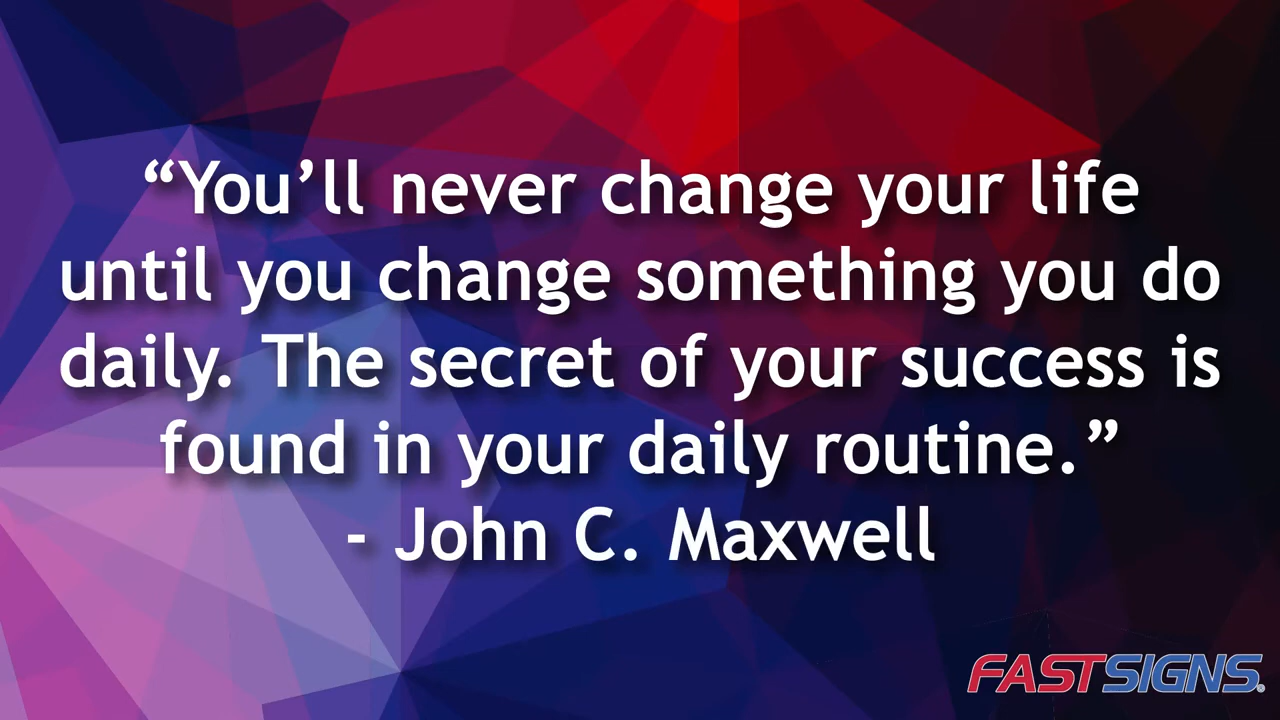 “You’ll never change your life
until you change something you do
daily. The secret of your success is
found in your daily routine.”
- John C. Maxwell
FASTSIGNS®